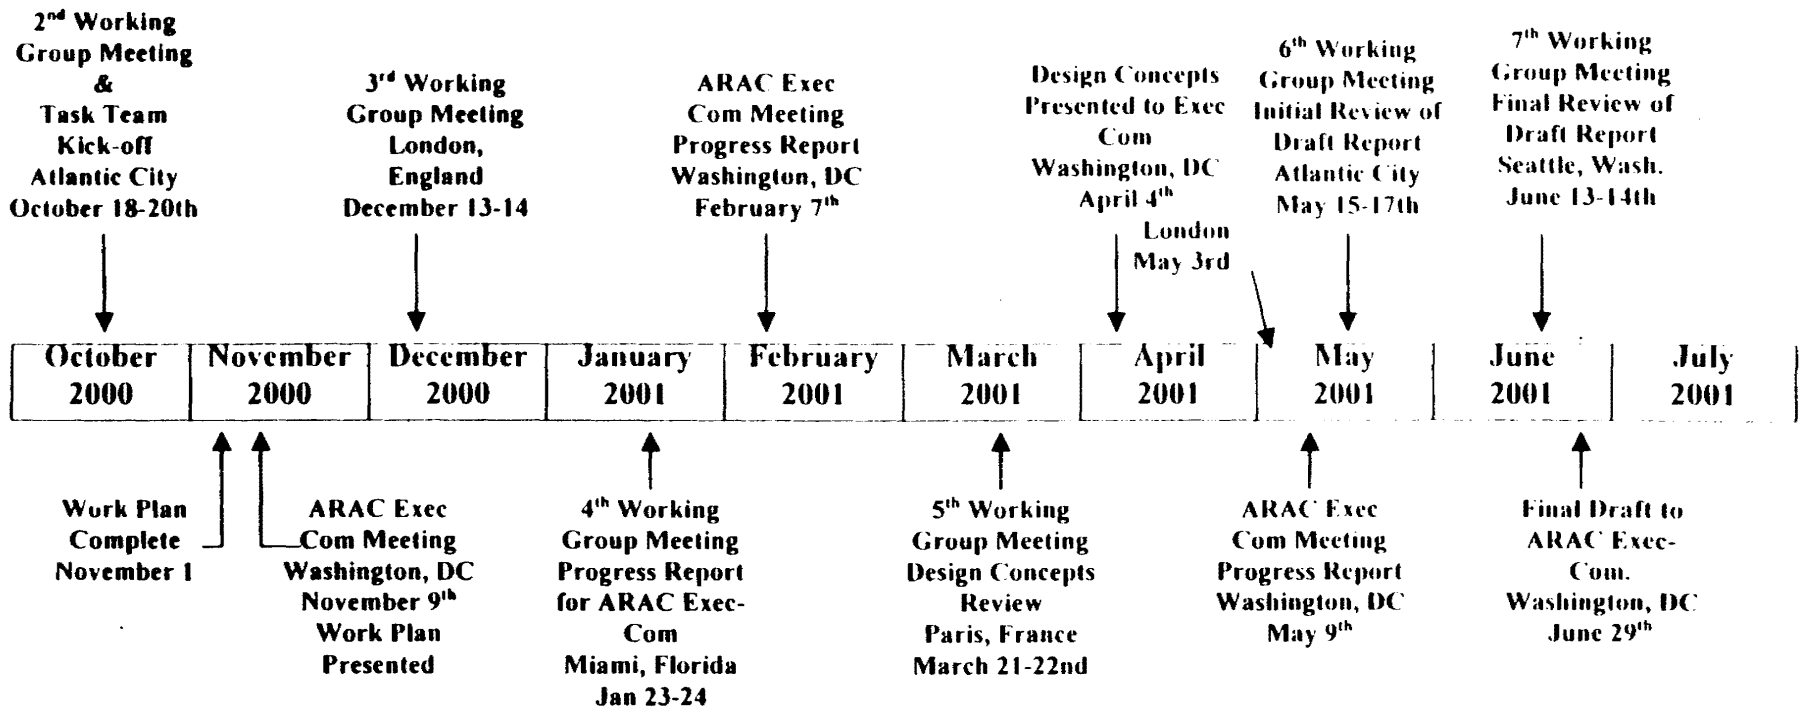 2nd Working
Group Meeting
&
Task Team
Kick-off
Atlantic City
October 18-20th
3rd Working
Group Meeting
London,
England
December 13-14
ARAC Exec
Com Meeting
Progress Report
Washington, DC
February 7th
Design Concepts
Presented to Exec
Com
Washington, DC
April 4th
London
May 3rd
6th Working
Group Meeting
Initial Review of
Draft Report
Atlantic City
May 15-17th
7th Working
Group Meeting
Final Review of
Draft Report
Seattle, Wash.
June 13-14th
October
2000
November
2000
December
2000
January
2001
February
2001
March
2001
April
2001
May
2001
June
2001
July
2001
Work Plan
Complete
November 1
ARAC Exec
Com Meeting
Washington, DC
November 9th
Work Plan
Presented
4th Working
Group Meeting
Progress Report
for ARAC Exec-
Com
Miami, Florida
Jan 23-24
5th Working
Group Meeting
Design Concepts
Review
Paris, France
March 21-22nd
ARAC Exec
Com Meeting
Progress Report
Washington, DC
May 9th
Final Draft to
ARAC Exec-
Com.
Washington, DC
June 29th